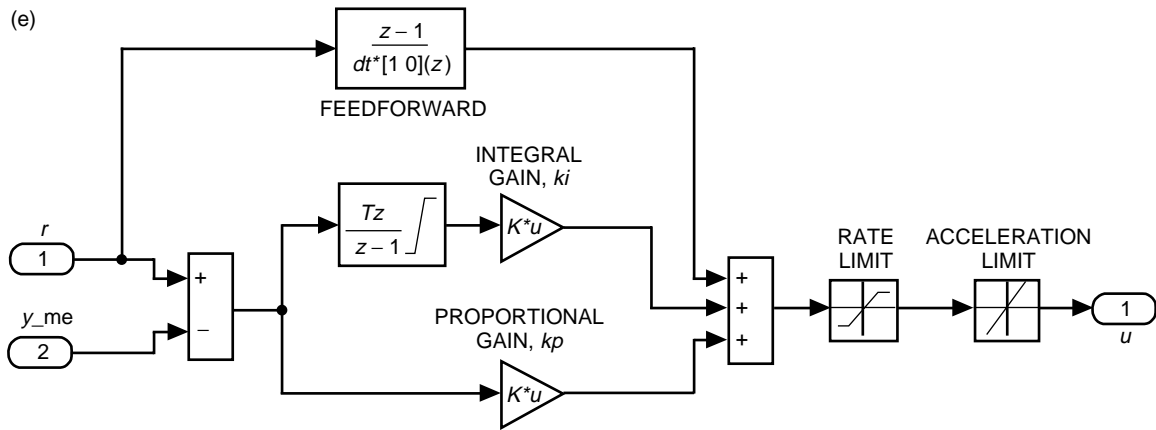 (e)
z – 1
dt*[1 0](z)
FEEDFORWARD
INTEGRAL
GAIN, ki
Tz
z – 1
K*u
r
1
+
–
y_me
2
PROPORTIONAL
GAIN, kp
K*u
+
+
+
RATE
LIMIT
ACCELERATION
LIMIT
1
u